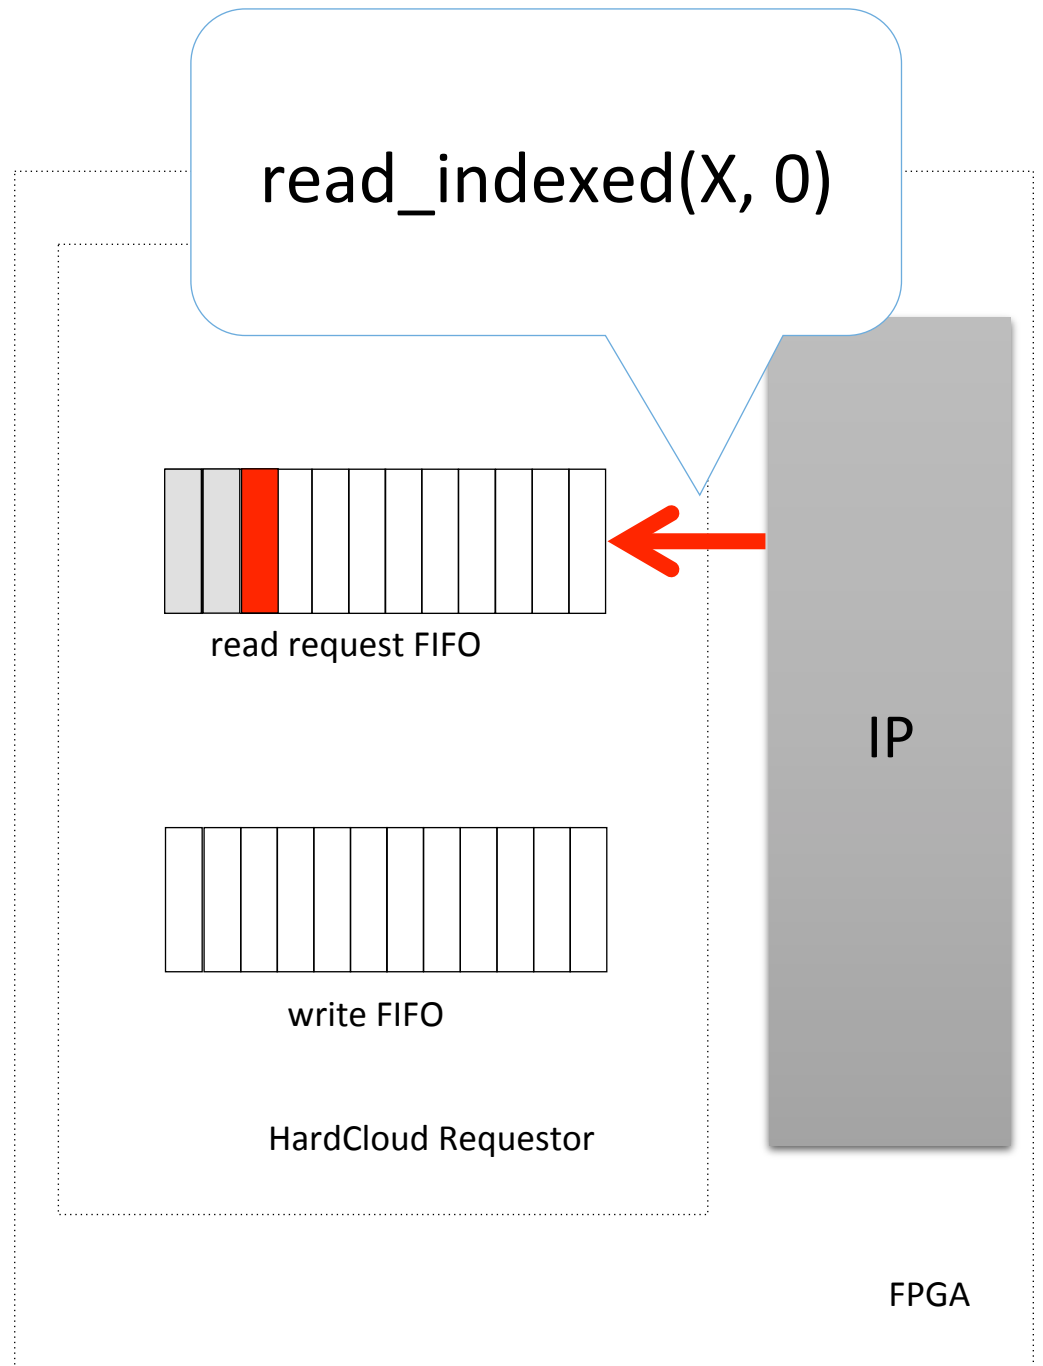 read_indexed(X, 0)
read request FIFO
IP
write FIFO
HardCloud Requestor
FPGA